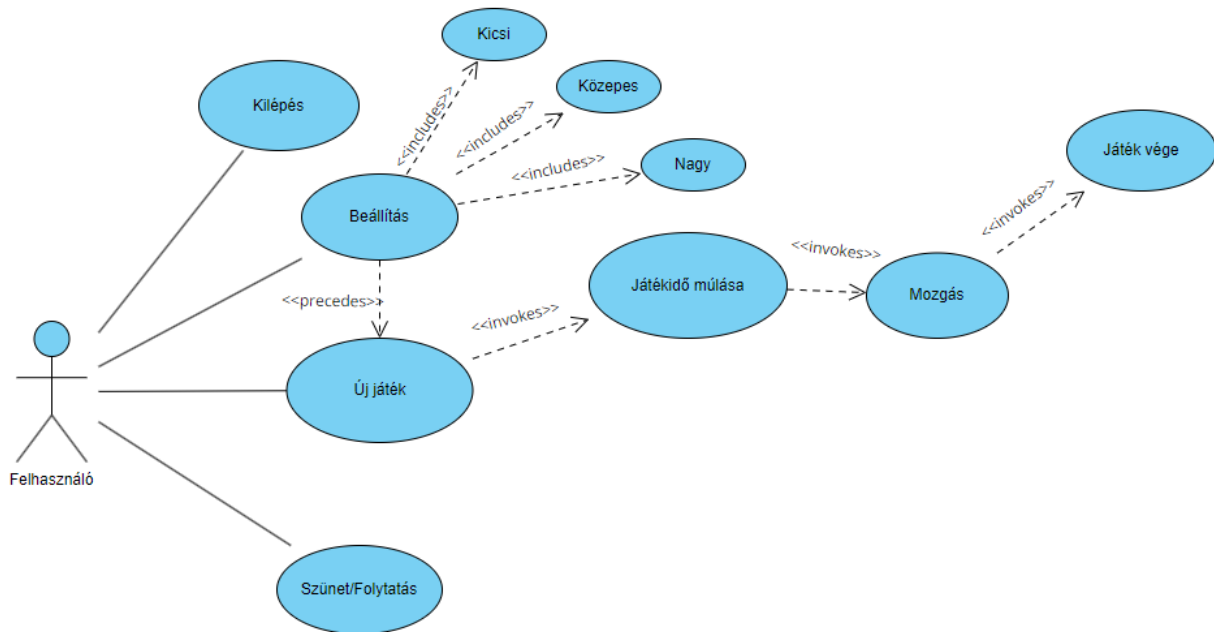 Kicsi
Kilépés
Közepes
<<includes>>
<<includes>>
Játék vége
Nagy
<<includes>>
Beállítás
<<invokes>>
<<invokes>>
Játékidő múlása
Mozgás
<<precedes>>
<<invokes>>
Új játék
Felhasználó
Szünet/Folytatás